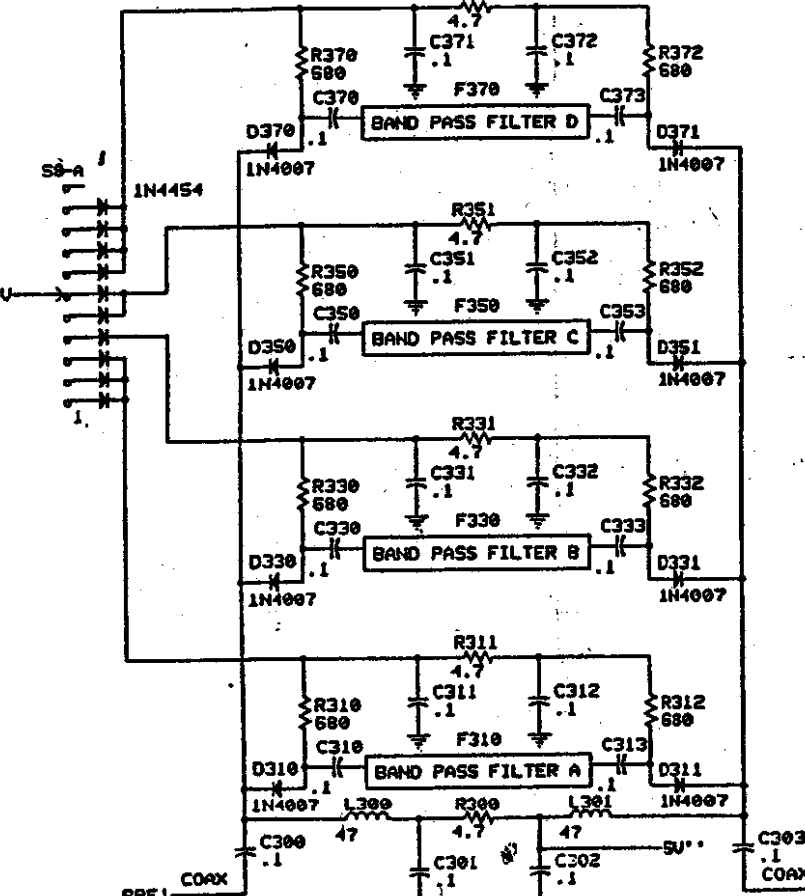 4.7
C371 .1
C372 .1
R370 680
R372 680
F370
C370 .1
BAND PASS FILTER D
C373 .1
D370 1N4007
D371 1N4007
S8-A
1N4454
R351 4.7
C351 .1
C352 .1
R350 680
R352 680
F350
C350 .1
BAND PASS FILTER C
C353 .1
D350 1N4007
D351 1N4007
R331 4.7
C331 .1
C332 .1
R330 680
R332 680
F330
C330 .1
BAND PASS FILTER B
C333 .1
D330 1N4007
D331 1N4007
R311 4.7
C311 .1
C312 .1
R310 680
R312 680
F310
C310 .1
BAND PASS FILTER A
C313 .1
D310 1N4007
D311 1N4007
L300 47
R300 4.7
L301 47
C300 .1
C301 .1
C302 .1
5V''
C303 .1
COAX
COAX